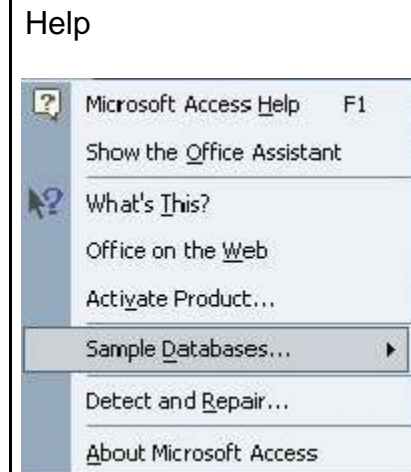 Help
Microsoft Access Help F1
Show the Office Assistant
What's This?
Office on the Web
Activate Product...
Sample Databases...
Detect and Repair...
About Microsoft Access